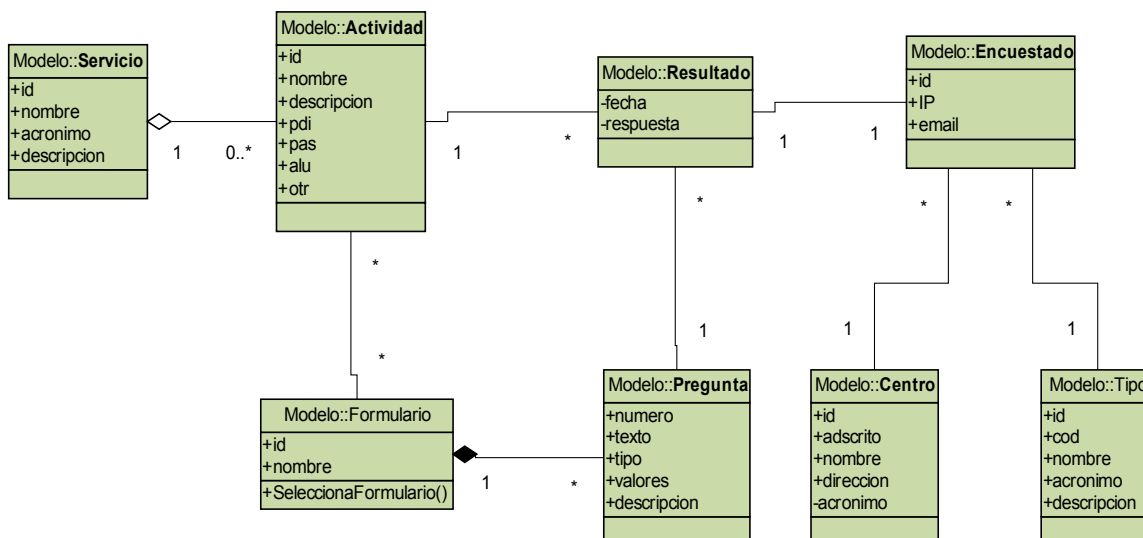 Modelo::Servicio
+id
+nombre
+acronimo
+descripcion
1
0..*
Modelo::Actividad
+id
+nombre
+descripcion
+pdi
+pas
+alu
+otr
1
*
Modelo::Resultado
-fecha
-respuesta
1
1
Modelo::Encuestado
+id
+IP
+email
*
*
*
*
1
1
1
*
Modelo::Formulario
+id
+nombre
+SeleccionaFormulario()
1
*
Modelo::Pregunta
+numero
+texto
+tipo
+valores
+descripcion
Modelo::Centro
+id
+adscrito
+nombre
+direccion
-acronimo
Modelo::Tipo
+id
+cod
+nombre
+acronimo
+descripcion